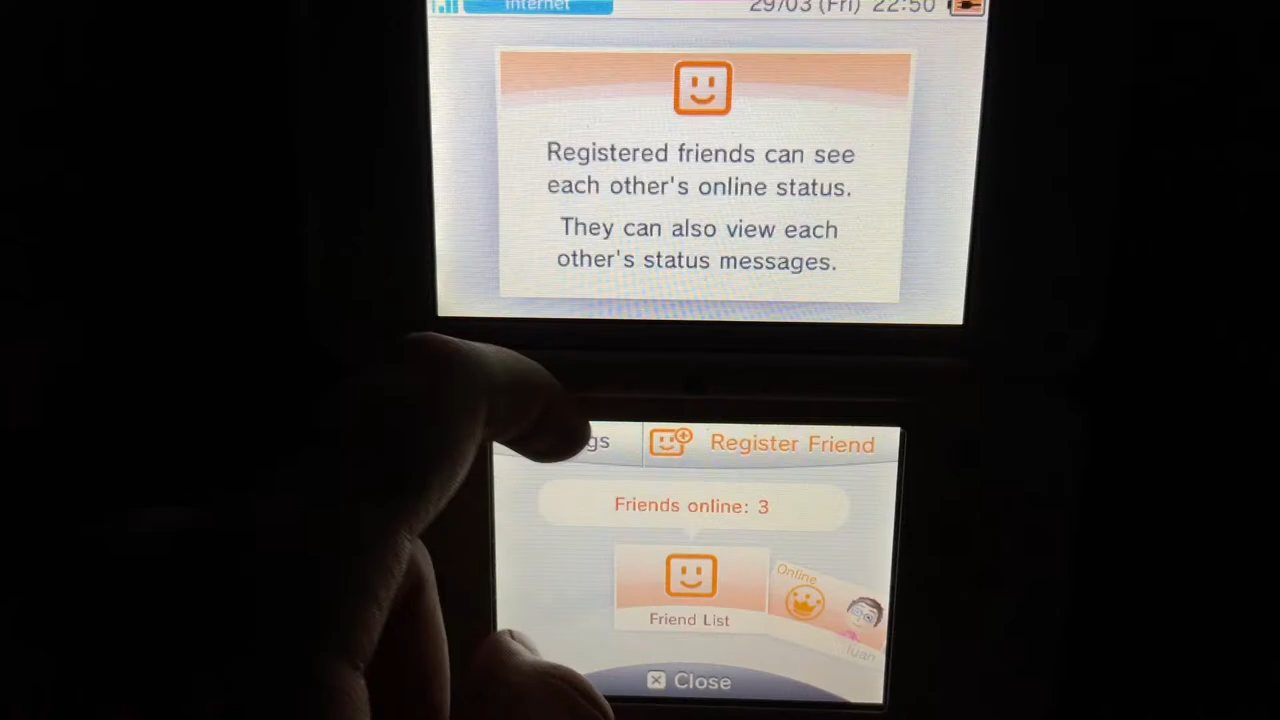 Internet
29/03 (Fri) 22:50
Registered friends can see
each other's online status.
They can also view each
other's status messages.
gs
Register Friend
Friends online: 3
Friend List
Online
Close